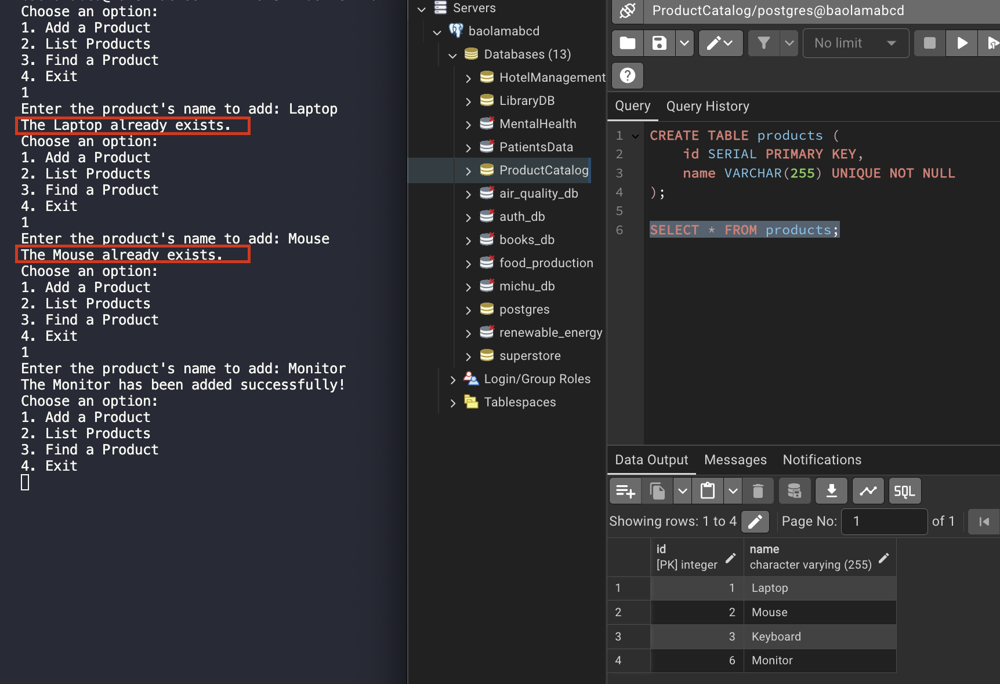 Choose an option:
1. Add a Product
2. List Products
3. Find a Product
4. Exit
1
Enter the product's name to add: Laptop
The Laptop already exists.
Choose an option:
1. Add a Product
2. List Products
3. Find a Product
4. Exit
1
Enter the product's name to add: Mouse
The Mouse already exists.
Choose an option:
1. Add a Product
2. List Products
3. Find a Product
4. Exit
1
Enter the product's name to add: Monitor
The Monitor has been added successfully!
Choose an option:
1. Add a Product
2. List Products
3. Find a Product
4. Exit
Servers
baolamabcd
Databases (13)
HotelManagement
LibraryDB
MentalHealth
PatientsData
ProductCatalog
air_quality_db
auth_db
books_db
food_production
michu_db
postgres
renewable_energy
superstore
Login/Group Roles
Tablespaces
ProductCatalog/postgres@baolamabcd
No limit
Query Query History
1 CREATE TABLE products (
2 id SERIAL PRIMARY KEY,
3 name VARCHAR(255) UNIQUE NOT NULL
4 );
5
6 SELECT * FROM products;
Data Output Messages Notifications
SQL
Showing rows: 1 to 4 Page No: 1 of 1
id name
[PK] integer character varying (255)
1 1 Laptop
2 2 Mouse
3 3 Keyboard
4 6 Monitor